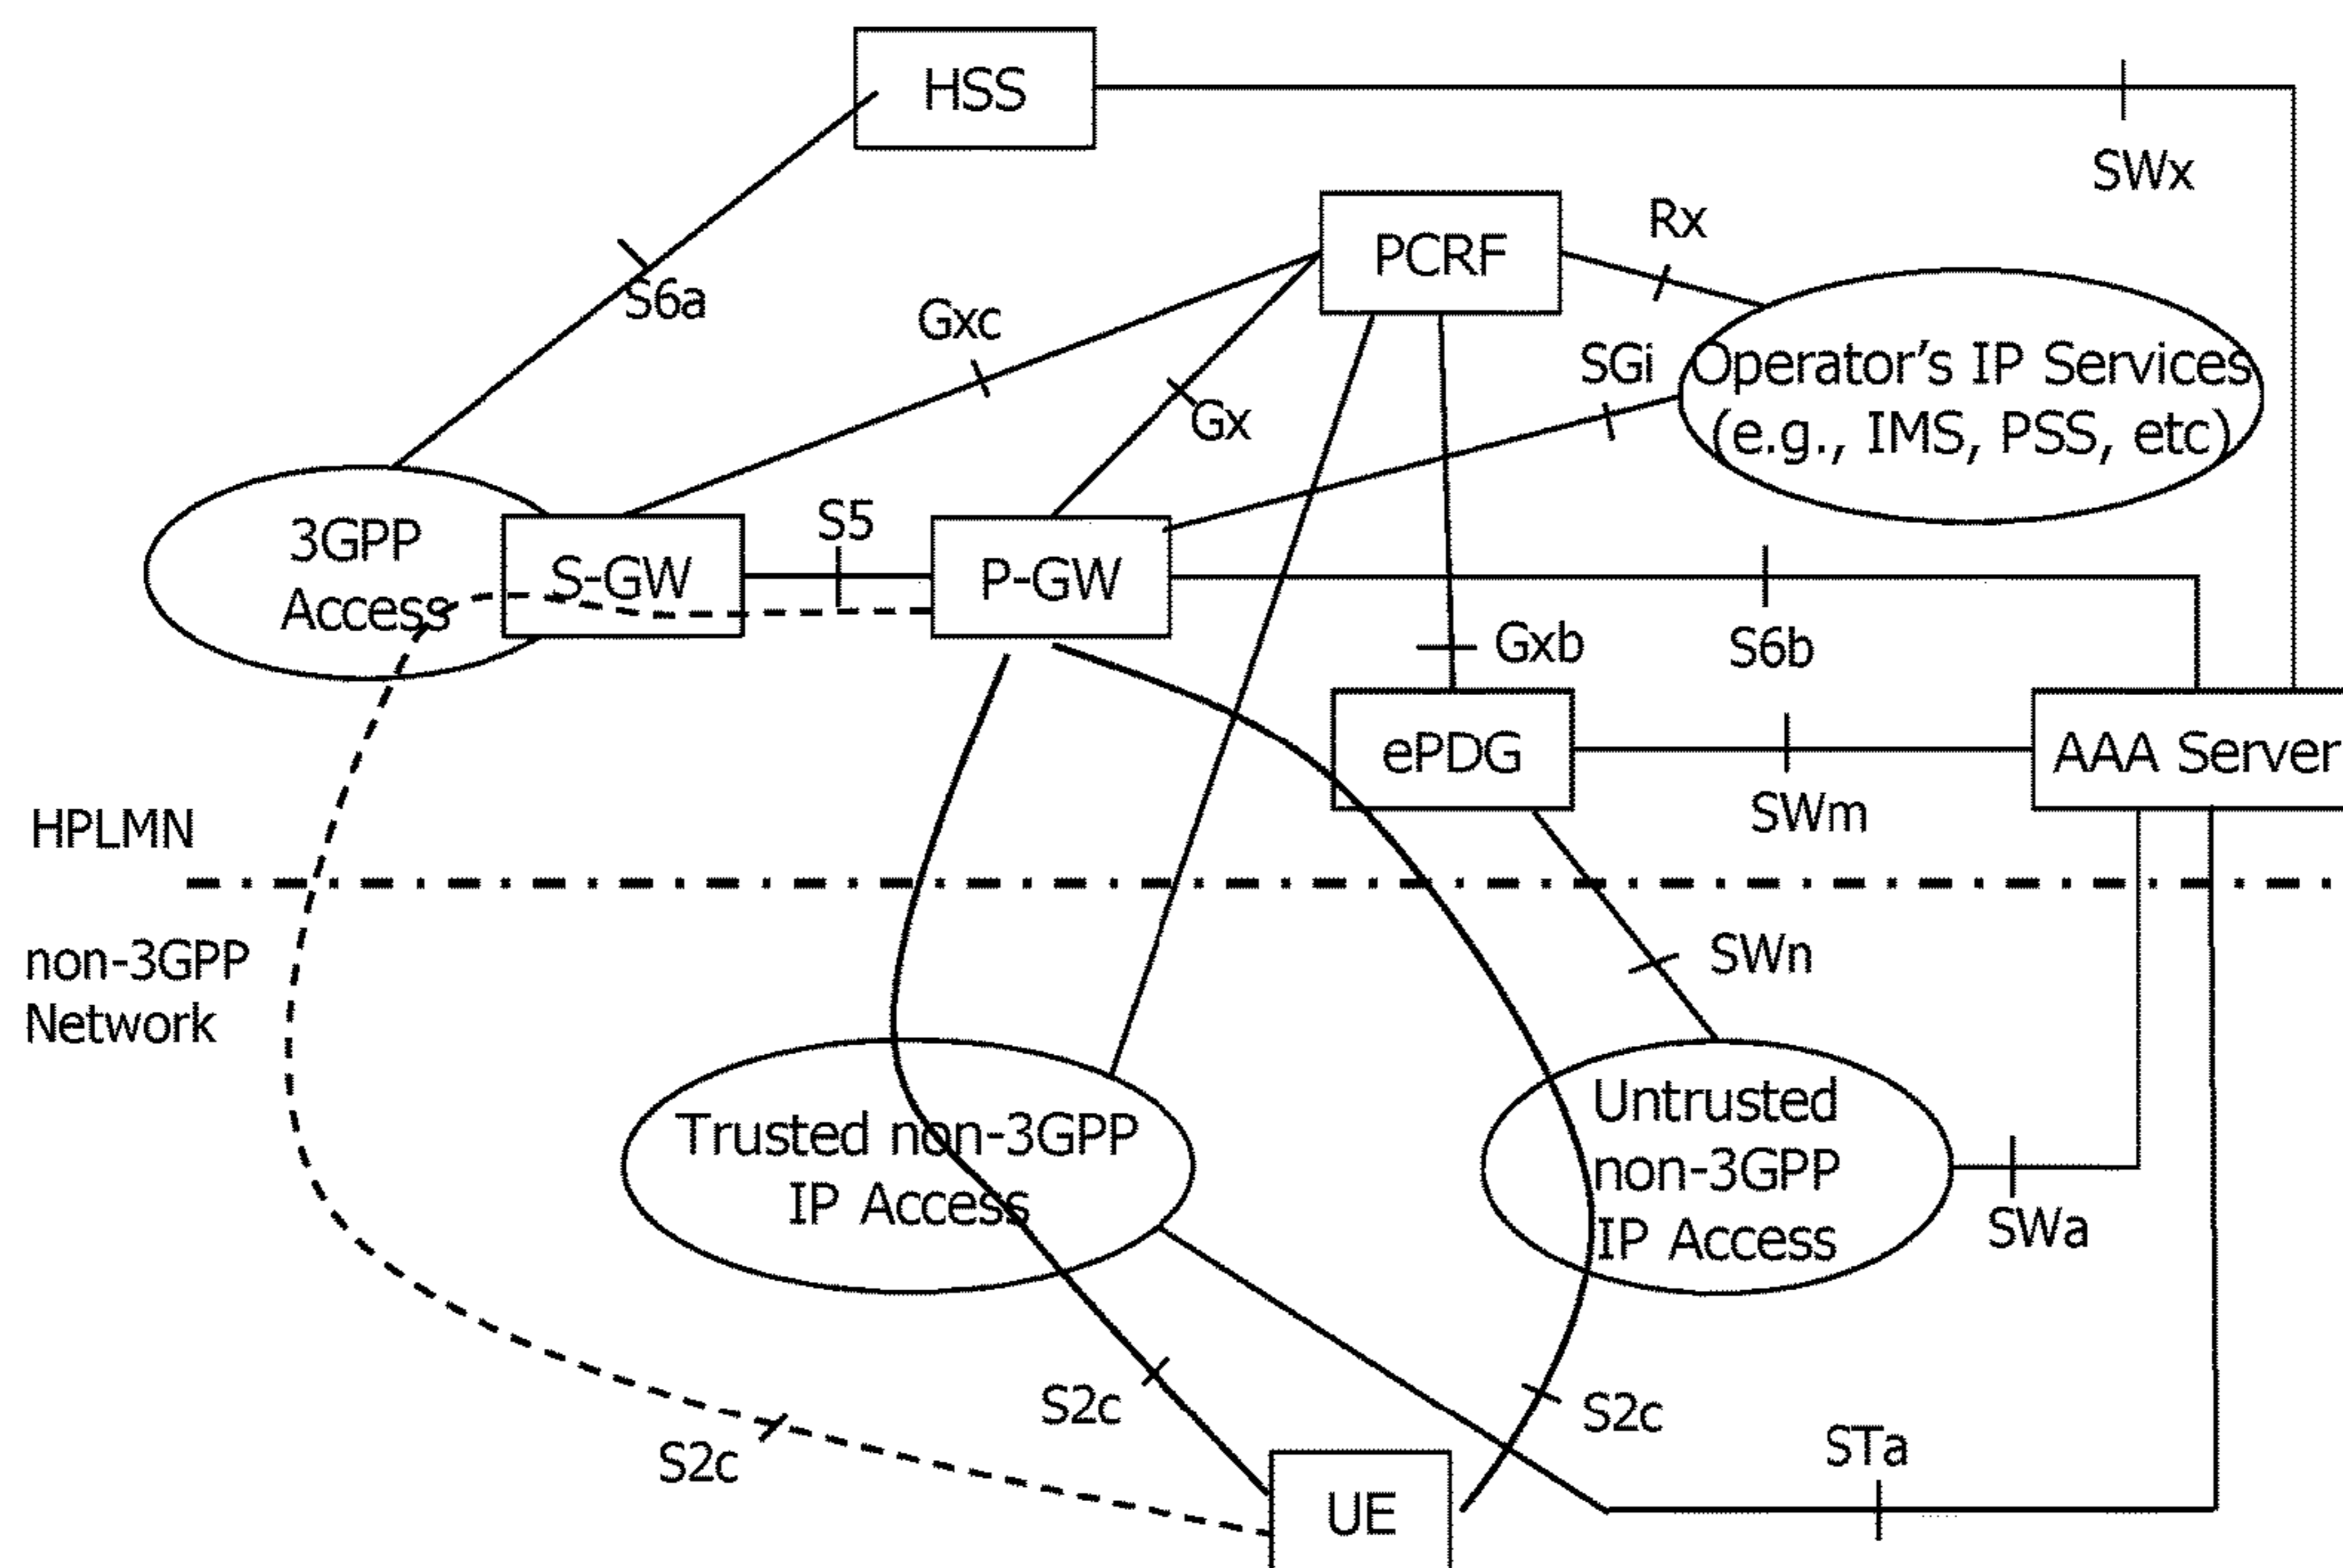 HSS
SWx
PCRF
Rx
S6a
Gxc
Gx
SGi
Operator's IP Services
(e.g., IMS, PSS, etc)
3GPP
Access
S-GW
S5
P-GW
Gxb
S6b
ePDG
AAA Server
SWm
HPLMN
non-3GPP
Network
SWn
Trusted non-3GPP
IP Access
Untrusted
non-3GPP
IP Access
SWa
S2c
S2c
S2c
STa
UE